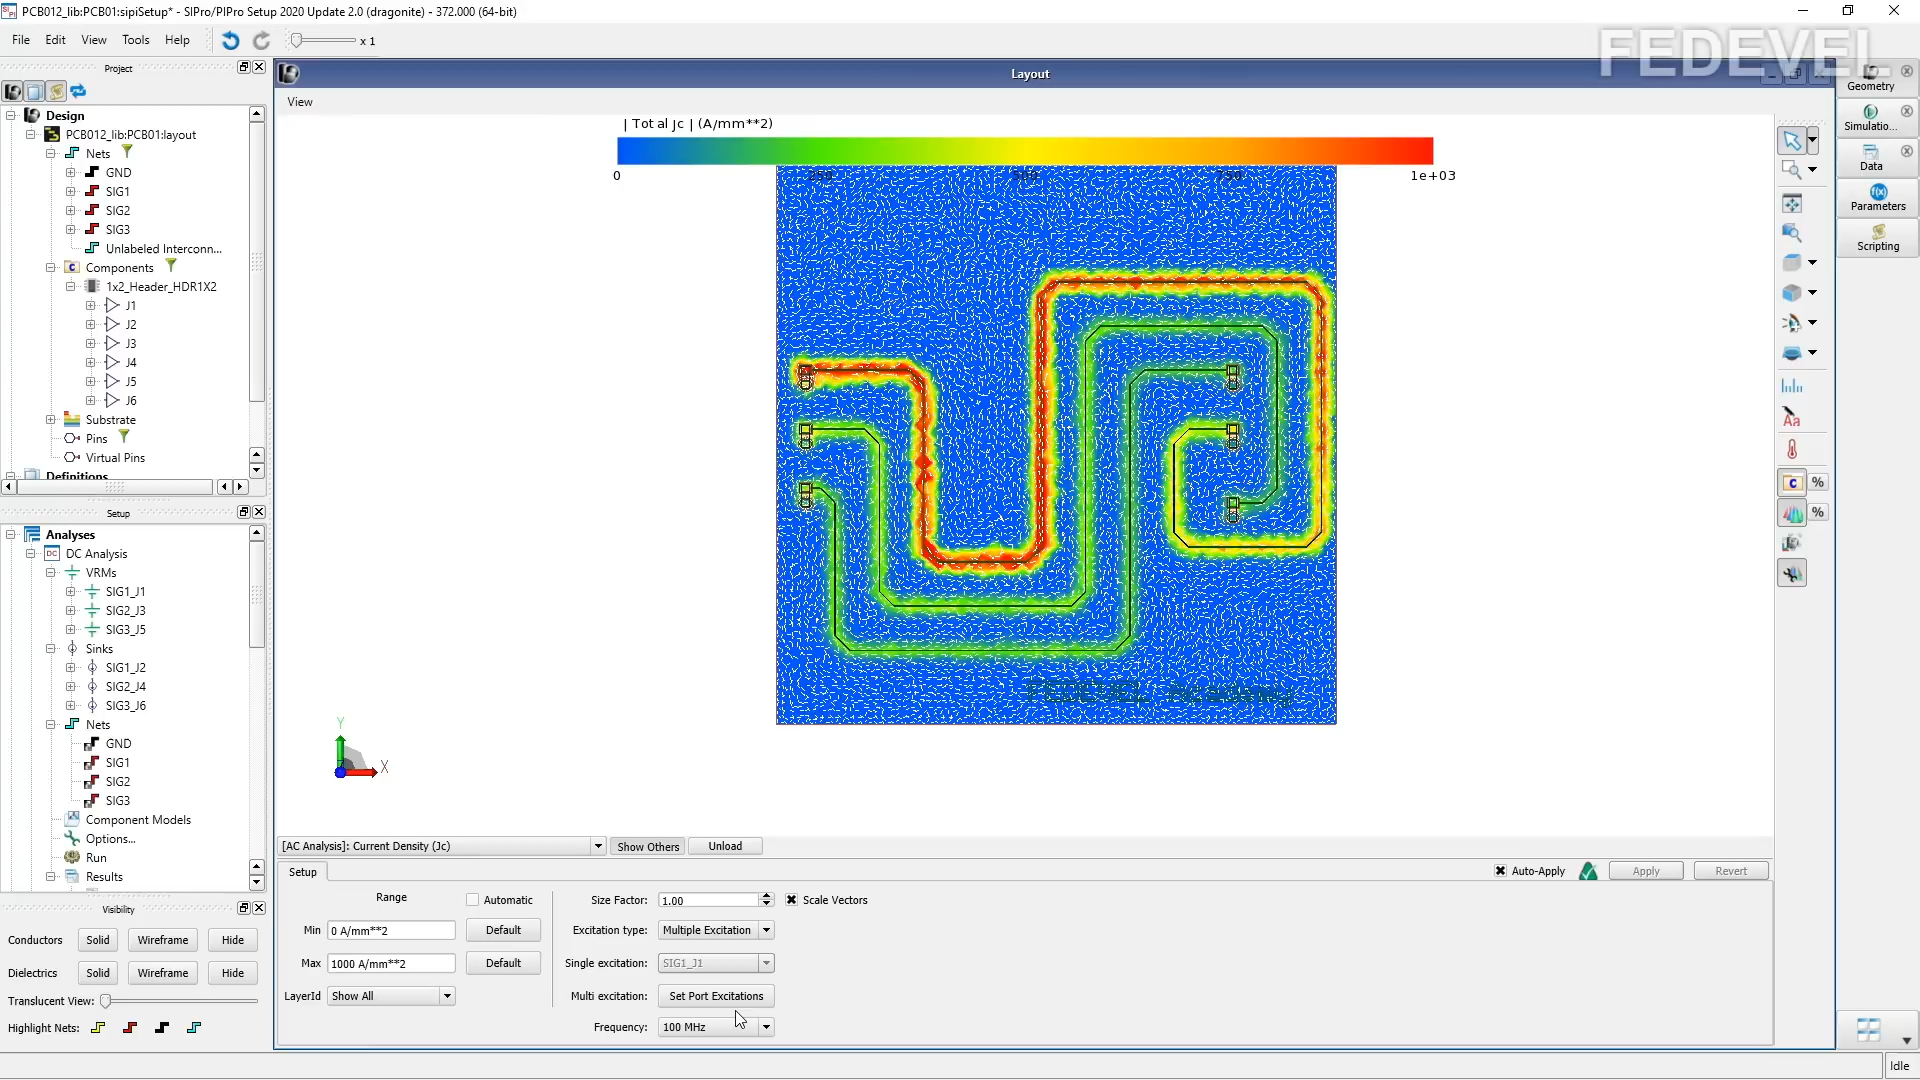 PCB012_lib:PCB01:sipiSetup* - SIPro/PIPro Setup 2020 Update 2.0 (dragonite) - 372.000 (64-bit)
File Edit View Tools Help x 1
FEDEVEL
Project
Design
PCB012_lib:PCB01:layout
Nets
GND
SIG1
SIG2
SIG3
Unlabeled Interconn...
Components
1x2_Header_HDR1X2
J1
J2
J3
J4
J5
J6
Substrate
Pins
Virtual Pins
Definitions
Setup
Analyses
DC Analysis
VRMs
SIG1_J1
SIG2_J3
SIG3_J5
Sinks
SIG1_J2
SIG2_J4
SIG3_J6
Nets
GND
SIG1
SIG2
SIG3
Component Models
Options...
Run
Results
Visibility
Conductors Solid Wireframe Hide
Dielectrics Solid Wireframe Hide
Translucent View:
Highlight Nets:
Layout
View
| Total Jc | (A/mm**2)
0 250 500 750 1e+03
FEDEVEL Academy
Y
X
[AC Analysis]: Current Density (Jc) Show Others Unload
Setup Auto-Apply Apply Revert
Range Automatic Size Factor: 1.00 Scale Vectors
Min 0 A/mm**2 Default Excitation type: Multiple Excitation
Max 1000 A/mm**2 Default Single excitation: SIG1_J1
LayerId Show All Multi excitation: Set Port Excitations
Frequency: 100 MHz
Geometry
Simulatio...
Data
f(x)
Parameters
Scripting
Aa
C %
%
Idle